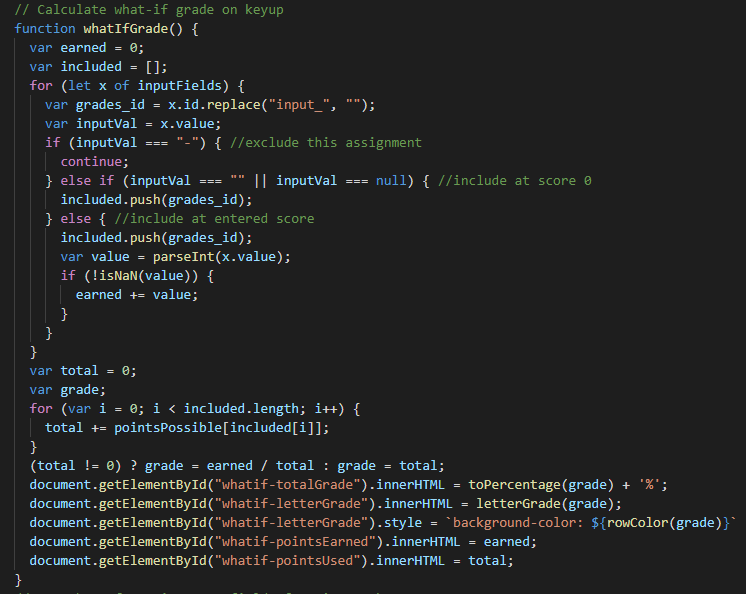 // Calculate what-if grade on keyup
function whatIfGrade() {
  var earned = 0;
  var included = [];
  for (let x of inputFields) {
    var grades_id = x.id.replace("input_", "");
    var inputVal = x.value;
    if (inputVal === "-") { //exclude this assignment
      continue;
    } else if (inputVal === "" || inputVal === null) { //include at score 0
      included.push(grades_id);
    } else { //include at entered score
      included.push(grades_id);
      var value = parseInt(x.value);
      if (!isNaN(value)) {
        earned += value;
      }
    }
  }
  var total = 0;
  var grade;
  for (var i = 0; i < included.length; i++) {
    total += pointsPossible[included[i]];
  }
  (total != 0) ? grade = earned / total : grade = total;
  document.getElementById("whatif-totalGrade").innerHTML = toPercentage(grade) + '%';
  document.getElementById("whatif-letterGrade").innerHTML = letterGrade(grade);
  document.getElementById("whatif-letterGrade").style = `background-color: ${rowColor(grade)}`
  document.getElementById("whatif-pointsEarned").innerHTML = earned;
  document.getElementById("whatif-pointsUsed").innerHTML = total;
}